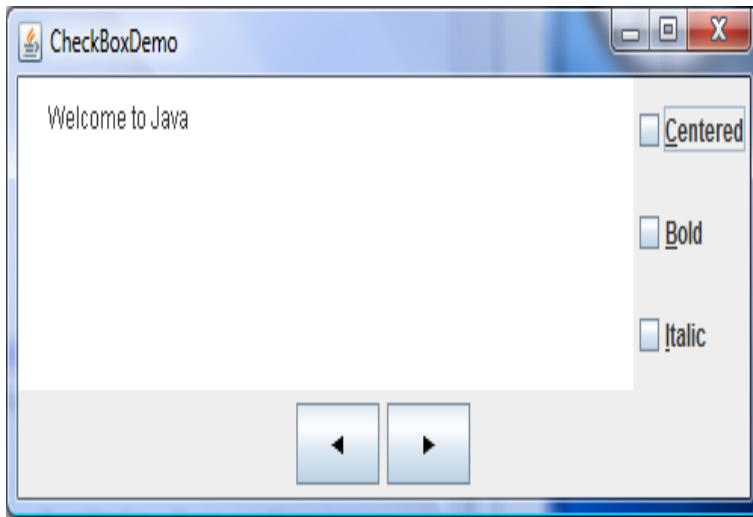 CheckBoxDemo
Welcome to Java
Centered
Bold
Italic